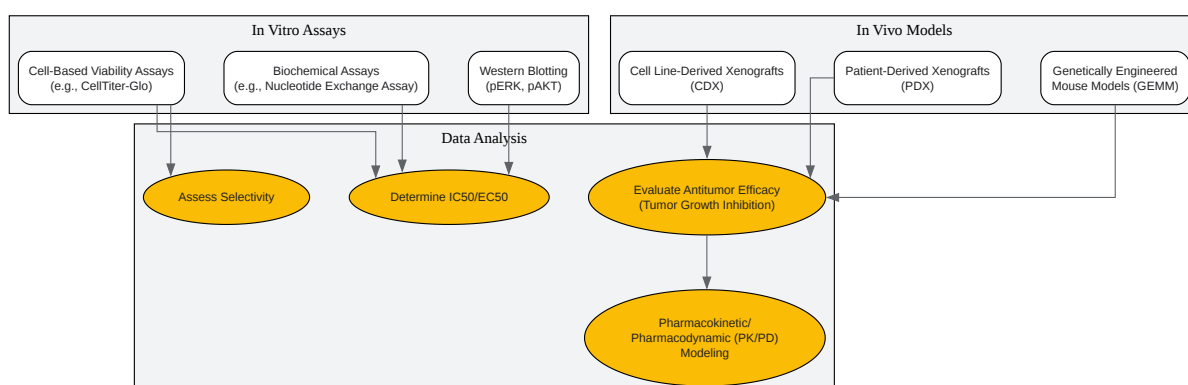 In Vitro Assays
In Vivo Models
Cell-Based Viability Assays
(e.g., CellTiter-Glo)
Biochemical Assays
(e.g., Nucleotide Exchange Assay)
Western Blotting
(pERK, pAKT)
Cell Line-Derived Xenografts
(CDX)
Patient-Derived Xenografts
(PDX)
Genetically Engineered
Mouse Models (GEMM)
Data Analysis
Assess Selectivity
Determine IC50/EC50
Evaluate Antitumor Efficacy
(Tumor Growth Inhibition)
Pharmacokinetic/
Pharmacodynamic (PK/PD)
Modeling